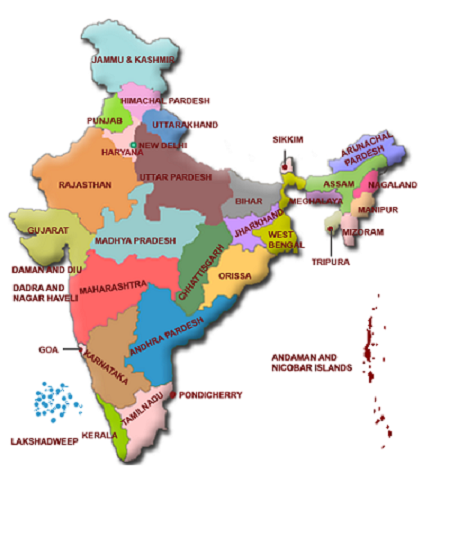 JAMMU & KASHMIR
HIMACHAL PARDESH
PUNJAB
UTTARAKHAND
HARYANA
NEW DELHI
SIKKIM
ARUNACHAL
PARDESH
RAJASTHAN
UTTAR PARDESH
ASSAM
NAGALAND
BIHAR
MEGHALAYA
MANIPUR
GUJARAT
MADHYA PRADESH
JHARKHAND
WEST
BENGAL
MIZORAM
TRIPURA
DAMAN AND DIU
DADRA AND
NAGAR HAVELI
MAHARASHTRA
CHHATTISGARH
ORISSA
GOA
ANDHRA PARDESH
KARNATAKA
ANDAMAN AND
NICOBAR ISLANDS
PONDICHERRY
TAMILNADU
LAKSHADWEEP
KERALA